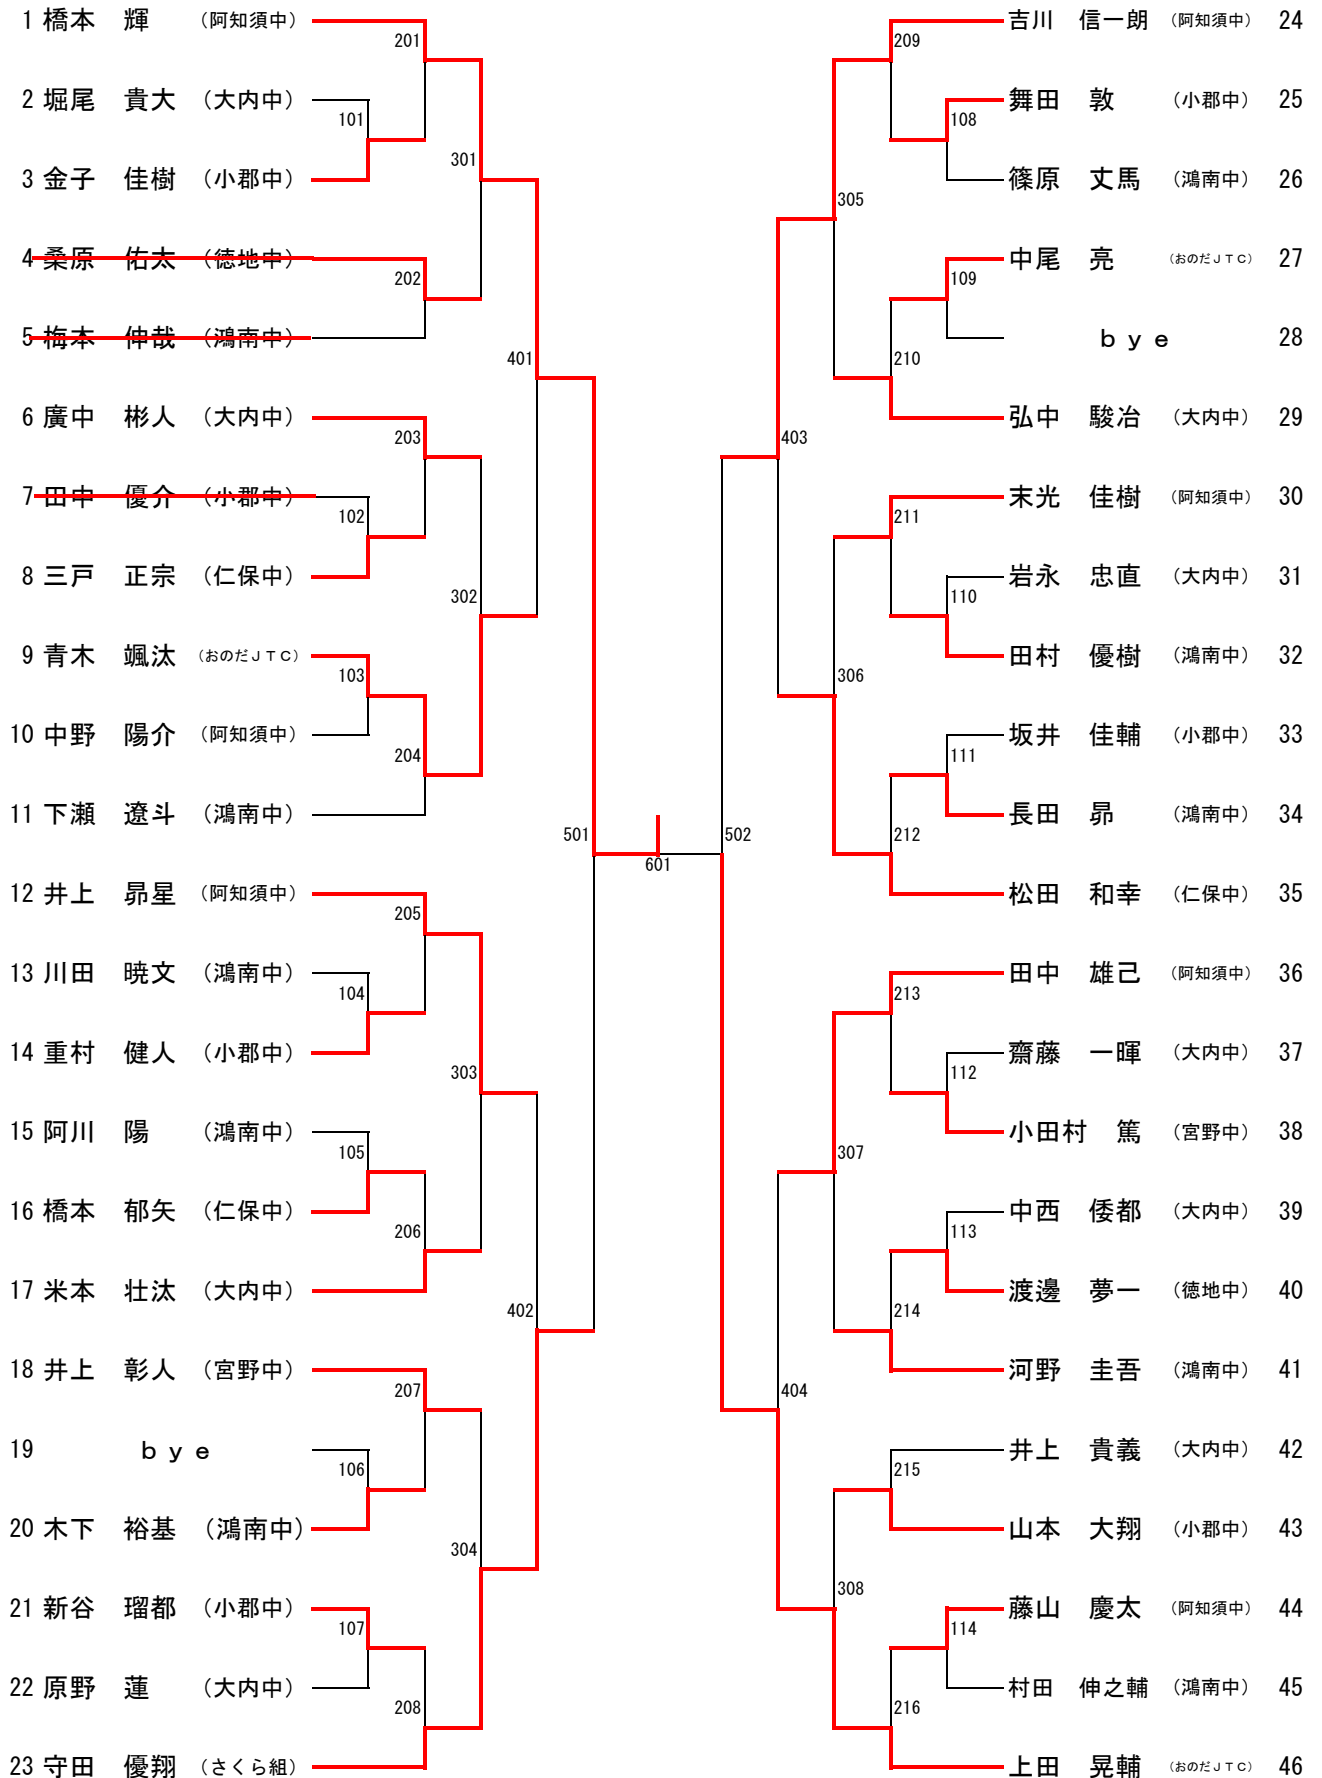 1 橋本　輝　（阿知須中）
201
2 堀尾　貴大　（大内中）
101
3 金子　佳樹　（小郡中）
301
4 桑原　佑太　（徳地中）
202
5 梅本　伸哉　（鴻南中）
401
6 廣中　彬人　（大内中）
203
7 田中　優介　（小郡中）
102
8 三戸　正宗　（仁保中）
302
9 青木　颯汰　（おのだＪＴＣ）
103
10 中野　陽介　（阿知須中）
204
11 下瀬　遼斗　（鴻南中）
501
12 井上　昴星　（阿知須中）
205
13 川田　暁文　（鴻南中）
104
14 重村　健人　（小郡中）
303
15 阿川　陽　（鴻南中）
105
16 橋本　郁矢　（仁保中）
206
17 米本　壮汰　（大内中）
402
18 井上　彰人　（宮野中）
207
19 ｂｙｅ
106
20 木下　裕基　（鴻南中）
304
21 新谷　瑠都　（小郡中）
107
22 原野　蓮　（大内中）
208
23 守田　優翔　（さくら組）
601
吉川　信一朗　（阿知須中）　24
209
舞田　敦　（小郡中）　25
108
篠原　丈馬　（鴻南中）　26
305
中尾　亮　（おのだＪＴＣ）　27
109
ｂｙｅ　28
210
弘中　駿冶　（大内中）　29
403
末光　佳樹　（阿知須中）　30
211
岩永　忠直　（大内中）　31
110
田村　優樹　（鴻南中）　32
306
坂井　佳輔　（小郡中）　33
111
長田　昴　（鴻南中）　34
212
502
松田　和幸　（仁保中）　35
田中　雄己　（阿知須中）　36
213
齋藤　一暉　（大内中）　37
112
小田村　篤　（宮野中）　38
307
中西　倭都　（大内中）　39
113
渡邊　夢一　（徳地中）　40
214
河野　圭吾　（鴻南中）　41
404
井上　貴義　（大内中）　42
215
山本　大翔　（小郡中）　43
308
藤山　慶太　（阿知須中）　44
114
村田　伸之輔　（鴻南中）　45
216
上田　晃輔　（おのだＪＴＣ）　46